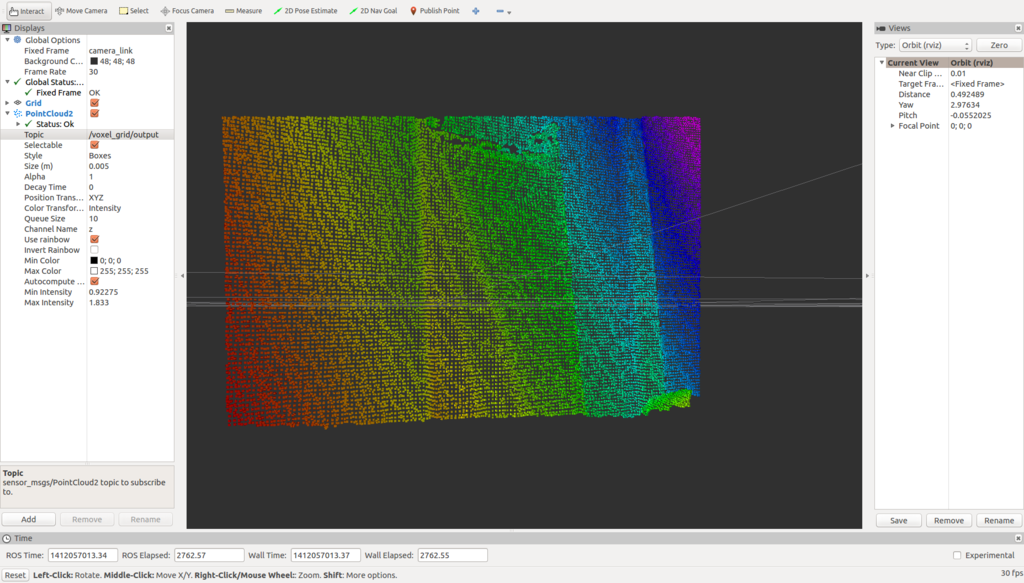 Interact Move Camera Select Focus Camera Measure 2D Pose Estimate 2D Nav Goal Publish Point
Displays
Global Options
Fixed Frame camera_link
Background C... 48; 48; 48
Frame Rate 30
Global Status:...
Fixed Frame OK
Grid
PointCloud2
Status: Ok
Topic /voxel_grid/output
Selectable
Style Boxes
Size (m) 0.005
Alpha 1
Decay Time 0
Position Trans... XYZ
Color Transfor... Intensity
Queue Size 10
Channel Name z
Use rainbow
Invert Rainbow
Min Color 0; 0; 0
Max Color 255; 255; 255
Autocompute ...
Min Intensity 0.92275
Max Intensity 1.833
Topic
sensor_msgs/PointCloud2 topic to subscribe
to.
Add Remove Rename
Views
Type: Orbit (rviz) Zero
Current View Orbit (rviz)
Near Clip ... 0.01
Target Fra... <Fixed Frame>
Distance 0.492489
Yaw 2.97634
Pitch -0.0552025
Focal Point 0; 0; 0
Save Remove Rename
Time
ROS Time: 1412057013.34 ROS Elapsed: 2762.57 Wall Time: 1412057013.37 Wall Elapsed: 2762.55 Experimental
Reset Left-Click: Rotate. Middle-Click: Move X/Y. Right-Click/Mouse Wheel:: Zoom. Shift: More options. 30 fps